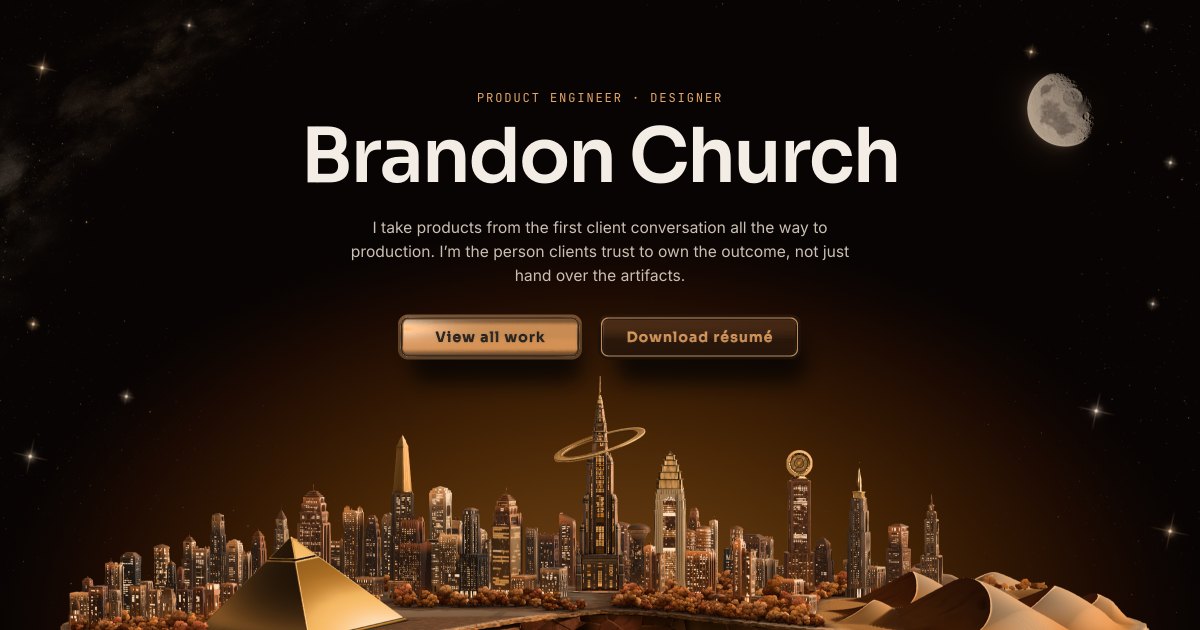 PRODUCT ENGINEER · DESIGNER
Brandon Church
I take products from the first client conversation all the way to
production. I’m the person clients trust to own the outcome, not just
hand over the artifacts.
View all work
Download résumé